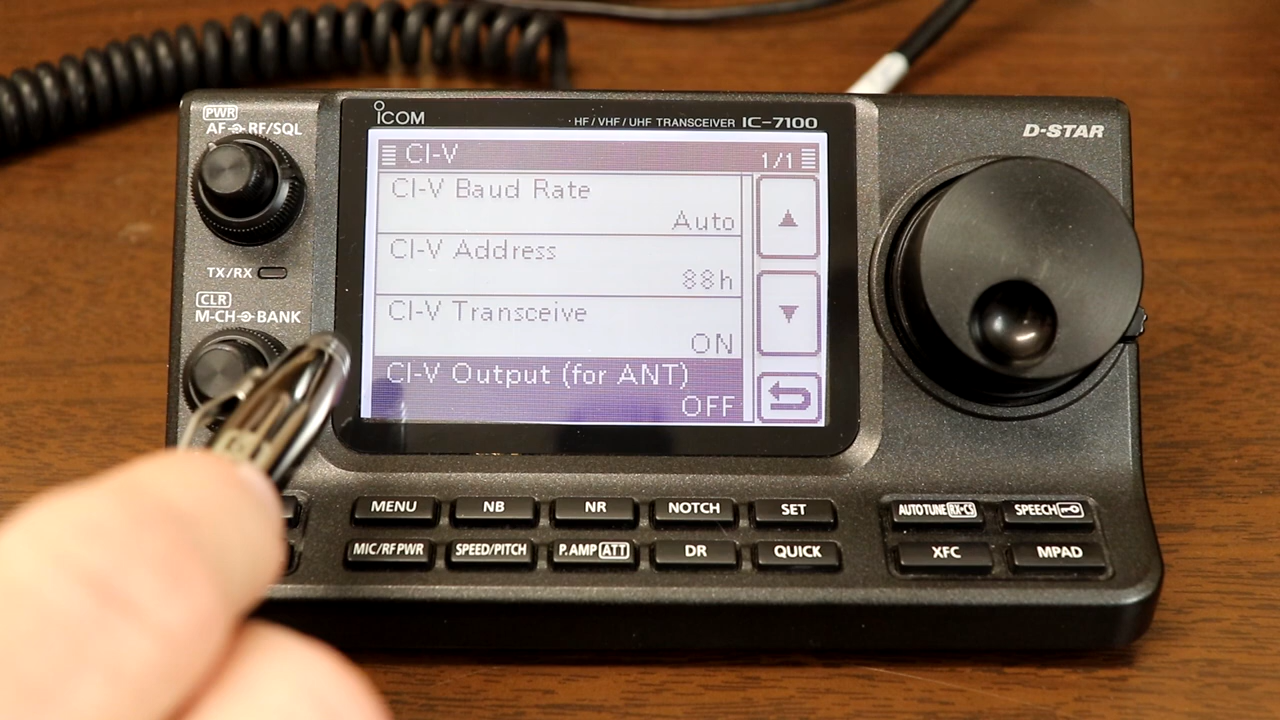 PWR
AF RF/SQL
ICOM
· HF / VHF / UHF TRANSCEIVER IC-7100
D-STAR
CI-V 1/1
CI-V Baud Rate
Auto
CI-V Address
88h
TX/RX
CLR
M-CH BANK
CI-V Transceive
ON
CI-V Output (for ANT)
OFF
MENU NB NR NOTCH SET AUTOTUNE RX-CS SPEECH
MIC/RF PWR SPEED/PITCH P.AMP ATT DR QUICK XFC MPAD